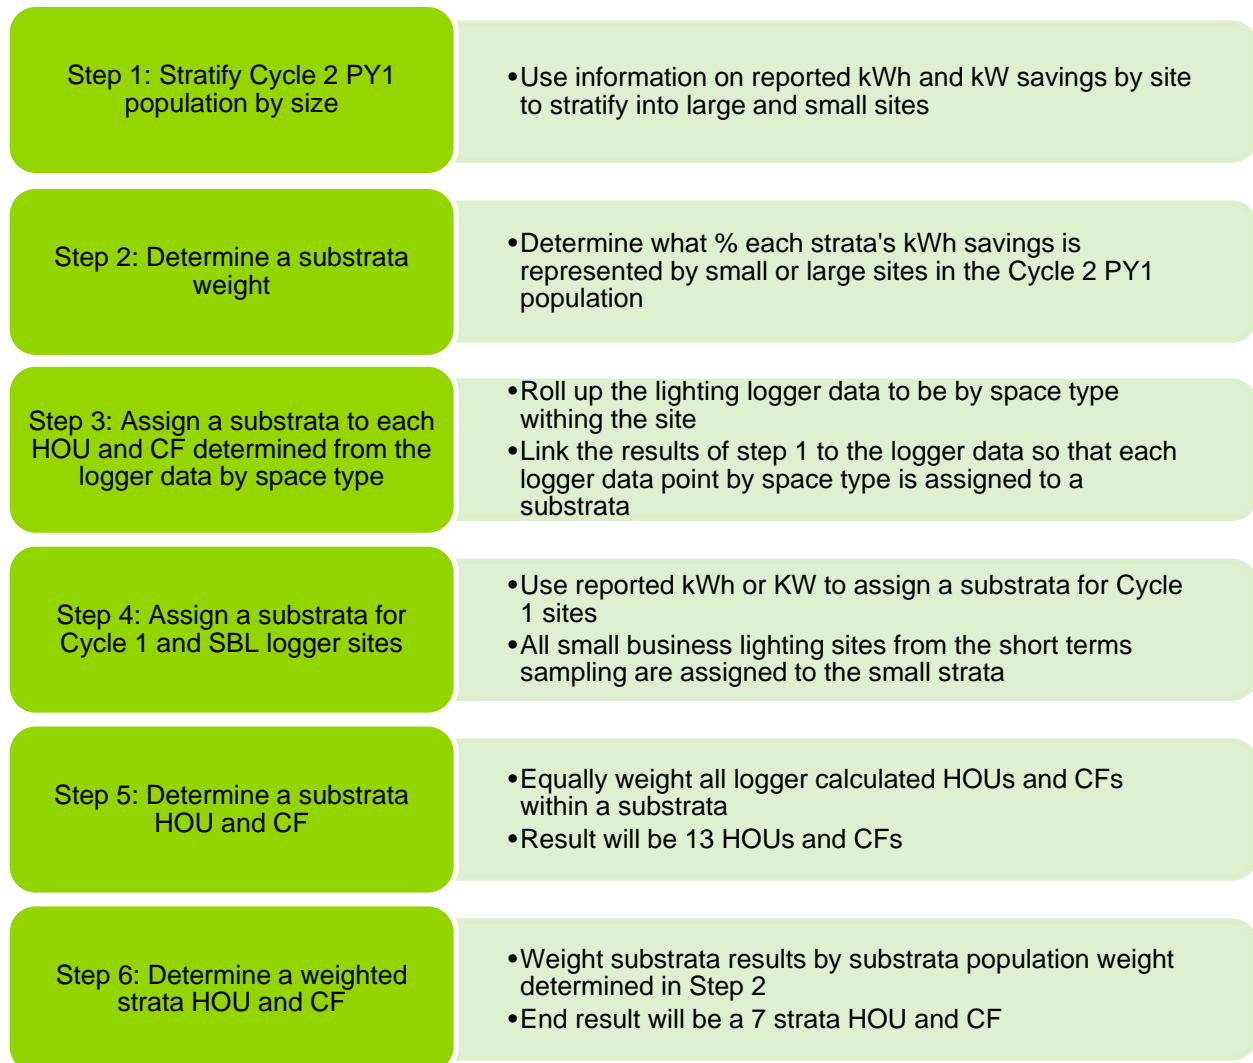 Step 1: Stratify Cycle 2 PY1
population by size
•Use information on reported kWh and kW savings by site
to stratify into large and small sites
Step 2: Determine a substrata
weight
•Determine what % each strata's kWh savings is
represented by small or large sites in the Cycle 2 PY1
population
Step 3: Assign a substrata to each
HOU and CF determined from the
logger data by space type
•Roll up the lighting logger data to be by space type
withing the site
•Link the results of step 1 to the logger data so that each
logger data point by space type is assigned to a
substrata
Step 4: Assign a substrata for
Cycle 1 and SBL logger sites
•Use reported kWh or KW to assign a substrata for Cycle
1 sites
•All small business lighting sites from the short terms
sampling are assigned to the small strata
Step 5: Determine a substrata
HOU and CF
•Equally weight all logger calculated HOUs and CFs
within a substrata
•Result will be 13 HOUs and CFs
Step 6: Determine a weighted
strata HOU and CF
•Weight substrata results by substrata population weight
determined in Step 2
•End result will be a 7 strata HOU and CF